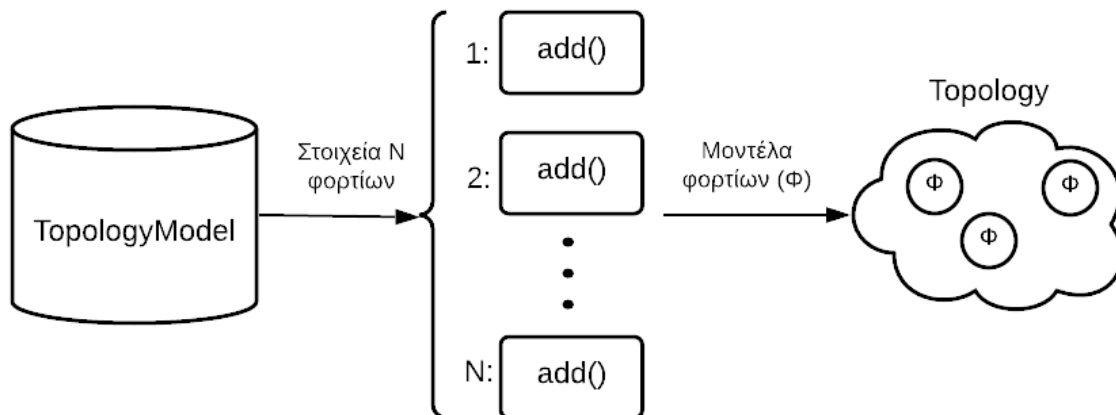 TopologyModel
Στοιχεία N
φορτίων
1:
add()
2:
add()
N:
add()
Μοντέλα
φορτίων (Φ)
Topology
Φ
Φ
Φ